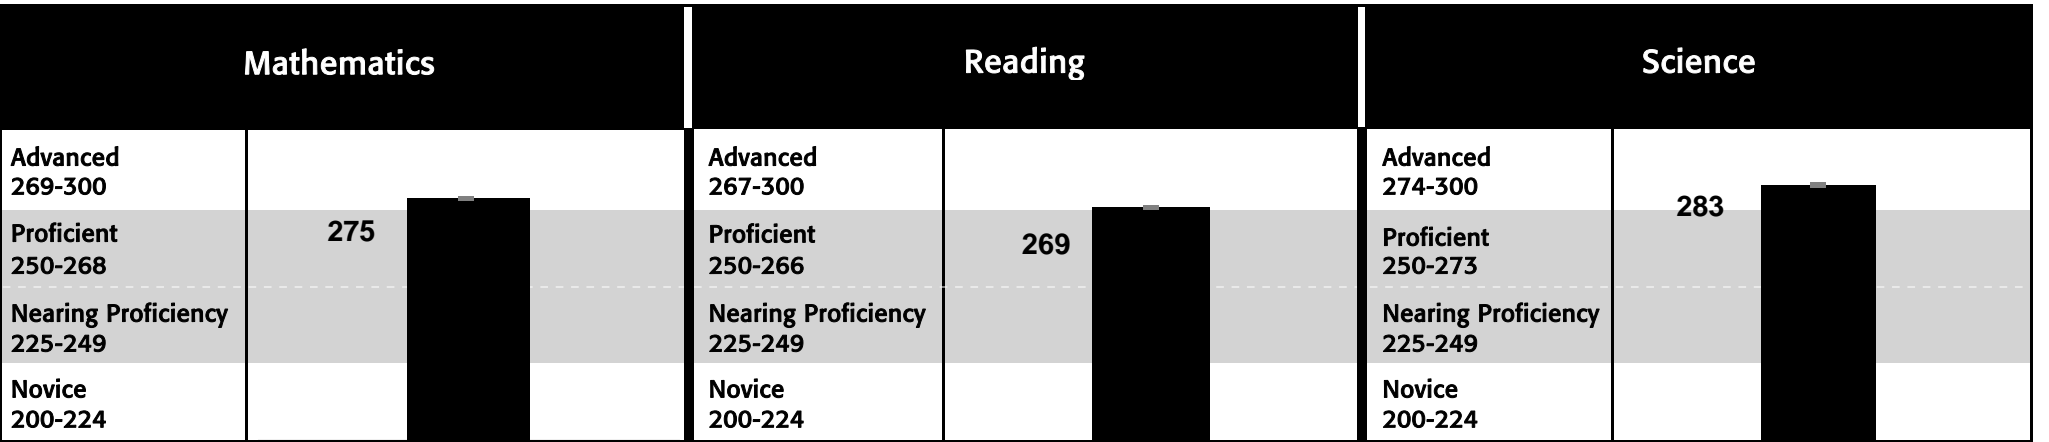 Mathematics
Advanced
269-300
Proficient
250-268
Nearing Proficiency
225-249
Novice
200-224
275
Reading
Advanced
267-300
Proficient
250-266
Nearing Proficiency
225-249
Novice
200-224
269
Science
Advanced
274-300
Proficient
250-273
Nearing Proficiency
225-249
Novice
200-224
283